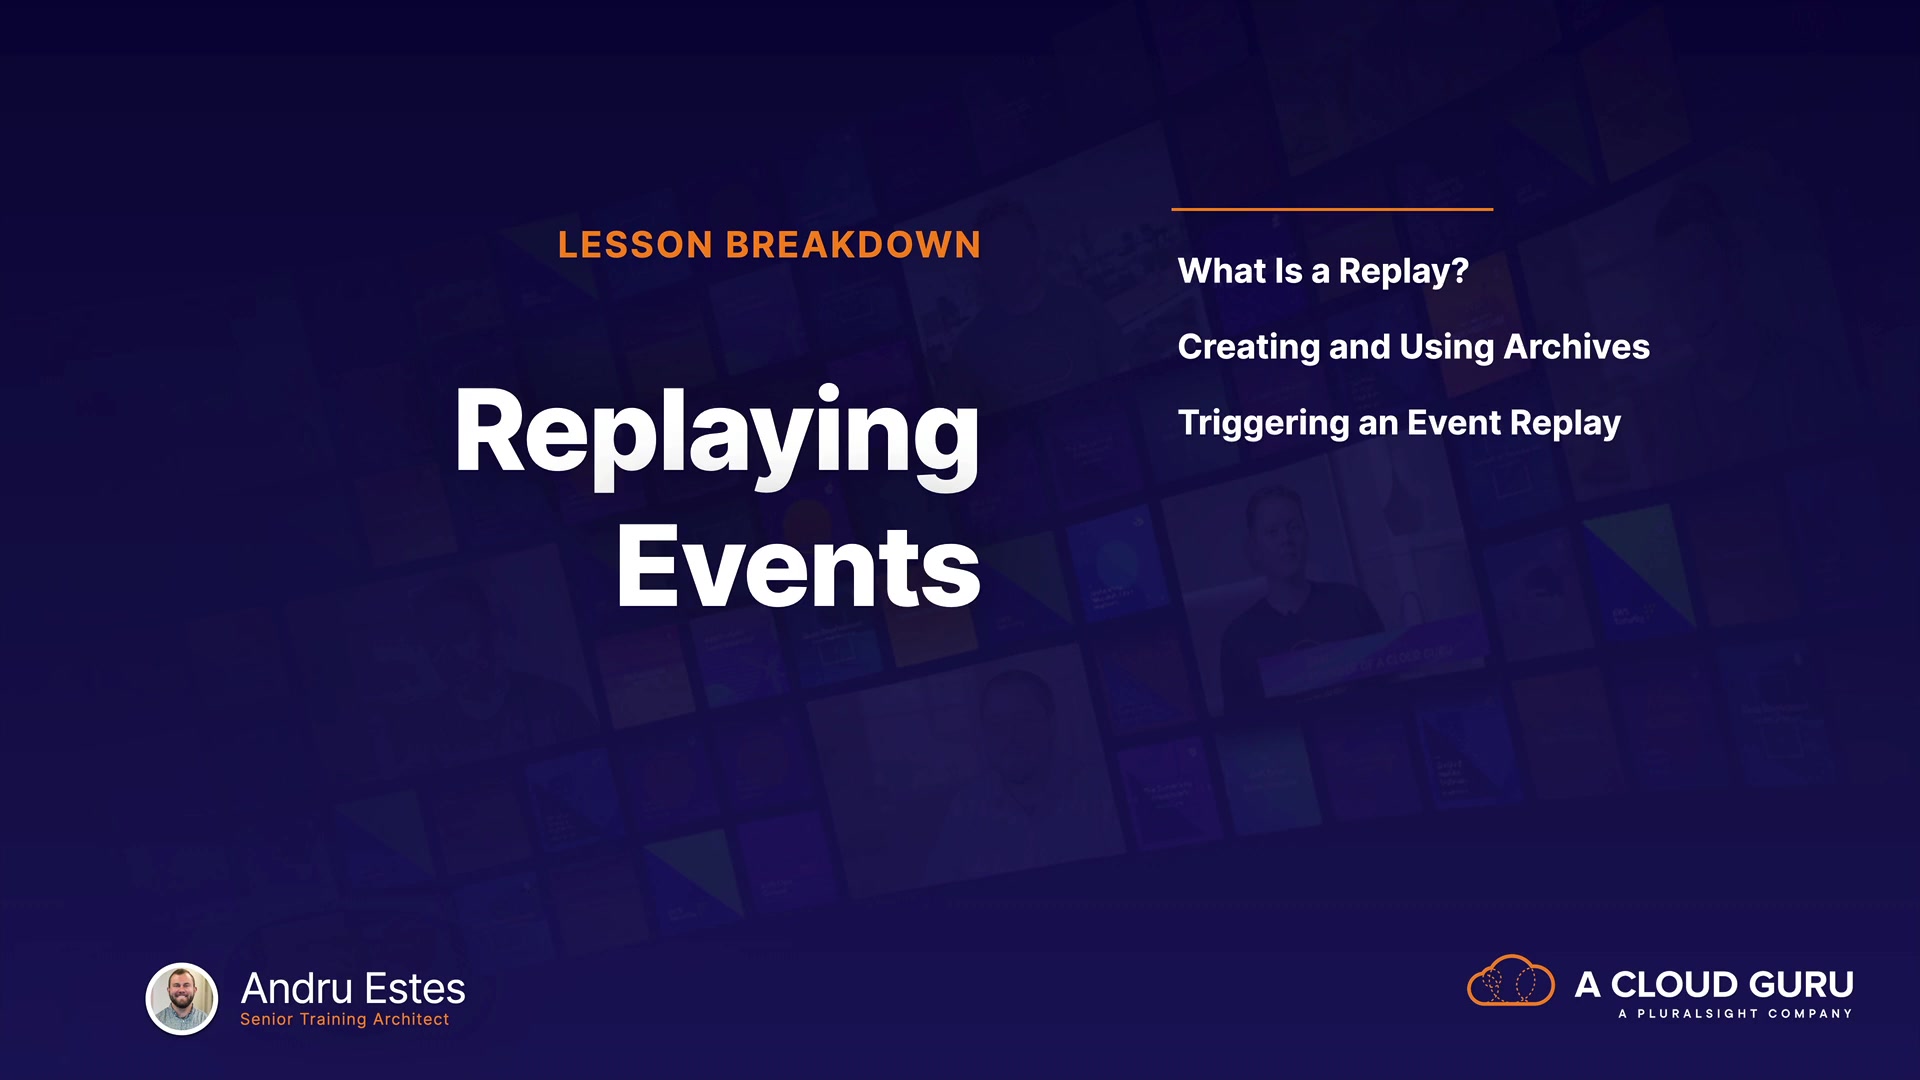 LESSON BREAKDOWN
Replaying
Events
What Is a Replay?
Creating and Using Archives
Triggering an Event Replay
Andru Estes
Senior Training Architect
A CLOUD GURU
A PLURALSIGHT COMPANY